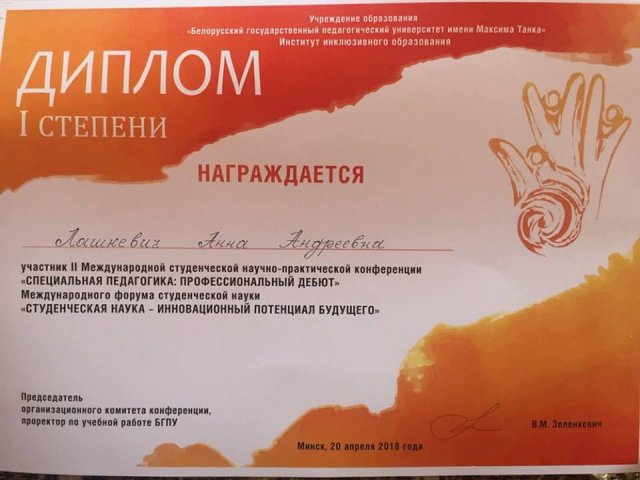 Учреждение образования
«Белорусский государственный педагогический университет имени Максима Танка»
Институт инклюзивного образования
ДИПЛОМ
I СТЕПЕНИ
НАГРАЖДАЕТСЯ
Лашкевич Анна Андреевна
участник II Международной студенческой научно-практической конференции
«СПЕЦИАЛЬНАЯ ПЕДАГОГИКА: ПРОФЕССИОНАЛЬНЫЙ ДЕБЮТ»
Международного форума студенческой науки
«СТУДЕНЧЕСКАЯ НАУКА – ИННОВАЦИОННЫЙ ПОТЕНЦИАЛ БУДУЩЕГО»
Председатель
организационного комитета конференции,
проректор по учебной работе БГПУ
В.М. Зеленкевич
Минск, 20 апреля 2018 года